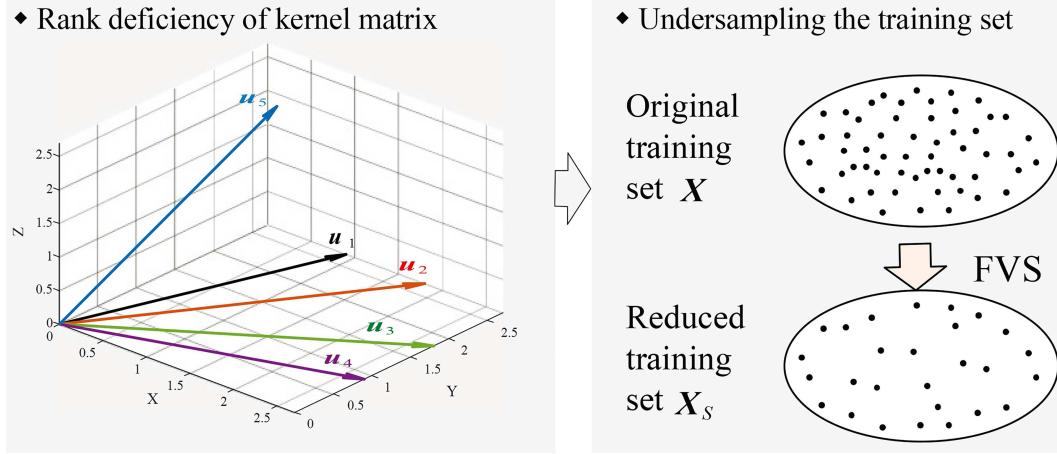 ◆ Rank deficiency of kernel matrix
u5
u1
u2
u3
u4
Z
2.5
2
1.5
1
0.5
0
0
0.5
1
1.5
2
2.5
X
0
0.5
1
1.5
2
2.5
Y
◆ Undersampling the training set
Original
training
set X
FVS
Reduced
training
set XS